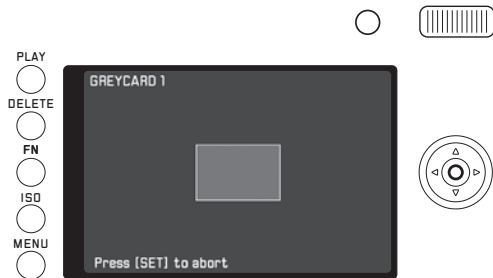 PLAY
DELETE
FN
ISO
MENU
GREYCARD 1
Press [SET] to abort